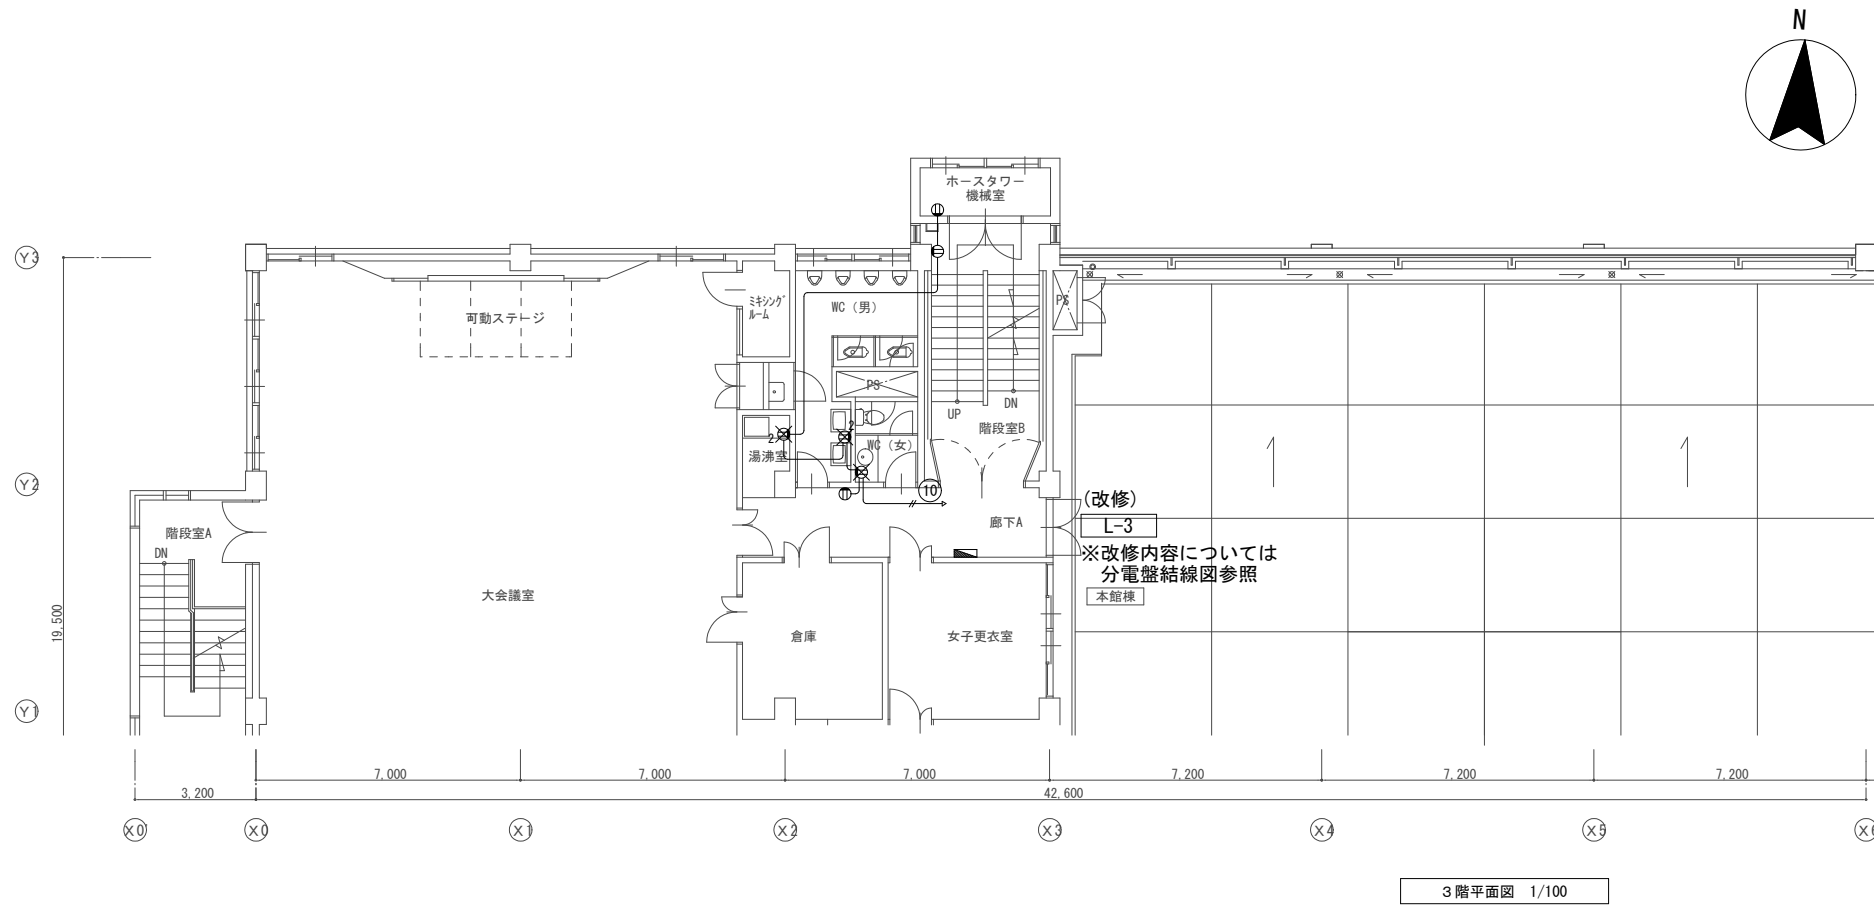 N
ホースタワー
機械室
Y3
ミキシング
ルーム
WC（男）
PS
可動ステージ
PS
UP
DN
階段室B
2
2
湯沸室
WC（女）
Y2
10
(改修)
廊下A
L-3
※改修内容については
分電盤結線図参照
本館棟
階段室A
DN
大会議室
19,500
倉庫
女子更衣室
Y1
7,000
7,000
7,000
7,200
7,200
7,200
3,200
42,600
X0'
X0
X1
X2
X3
X4
X5
X6
３階平面図 1/100